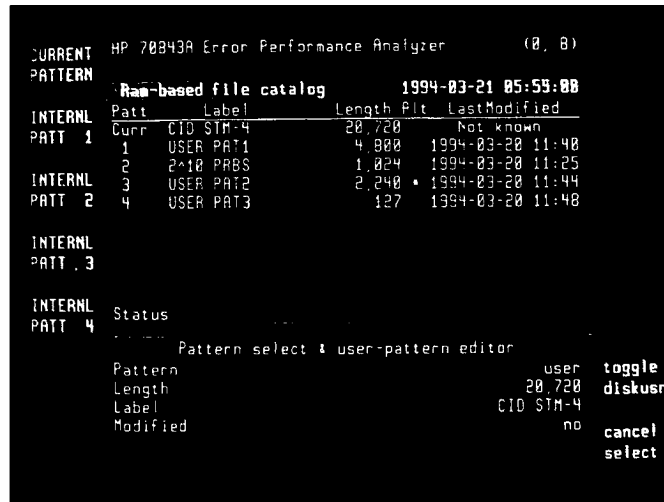 HP 70843A Error Performance Analyzer (0, 8)
CURRENT
PATTERN
Ram-based file catalog 1994-03-21 05:55:08
Patt Label Length Alt LastModified
INTERNL
PATT 1
Curr CID STM-4 20,720 Not known
1 USER PAT1 4,800 1994-03-20 11:40
2 2^10 PRBS 1,024 1994-03-20 11:25
3 USER PAT2 2,240 * 1994-03-20 11:44
4 USER PAT3 127 1994-03-20 11:48
INTERNL
PATT 2
INTERNL
PATT 3
INTERNL
PATT 4
Status
Pattern select & user-pattern editor
Pattern user
Length 20,720
Label CID STM-4
Modified no
toggle
diskusr
cancel
select